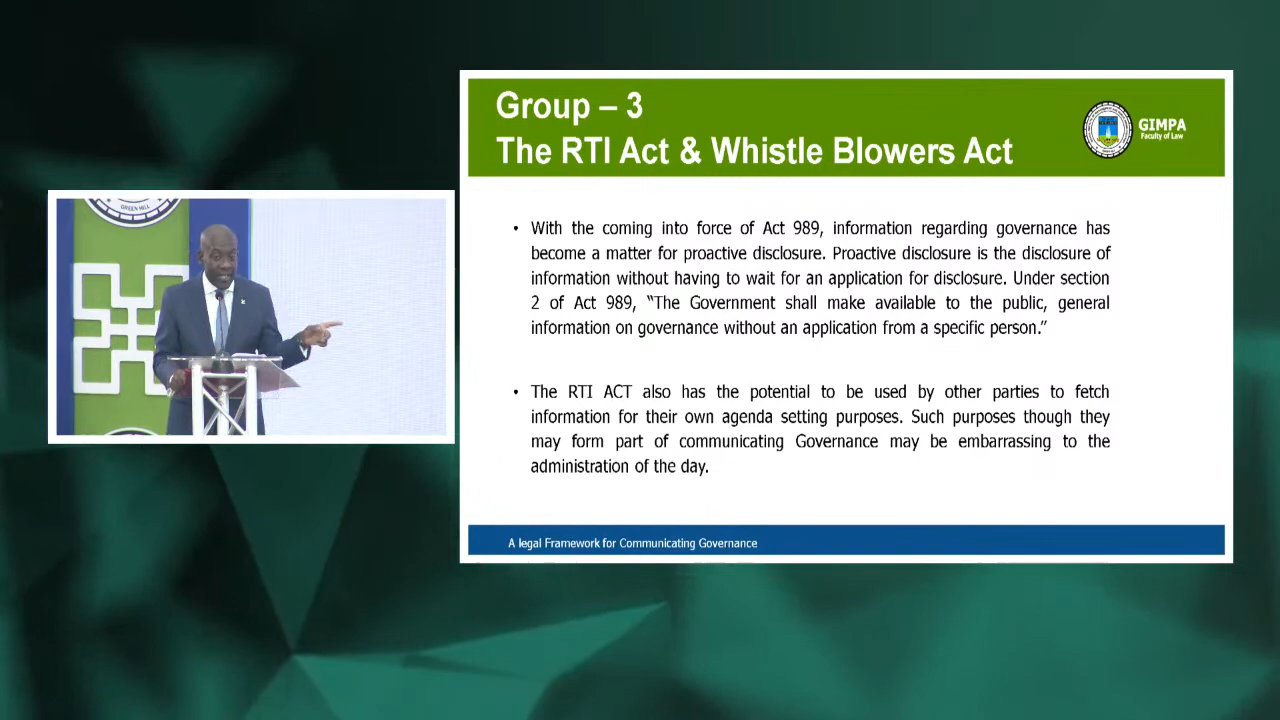 Group – 3
The RTI Act & Whistle Blowers Act
GIMPA
Faculty of Law
• With the coming into force of Act 989, information regarding governance has
become a matter for proactive disclosure. Proactive disclosure is the disclosure of
information without having to wait for an application for disclosure. Under section
2 of Act 989, “The Government shall make available to the public, general
information on governance without an application from a specific person.”
• The RTI ACT also has the potential to be used by other parties to fetch
information for their own agenda setting purposes. Such purposes though they
may form part of communicating Governance may be embarrassing to the
administration of the day.
A legal Framework for Communicating Governance
GREEN HILL